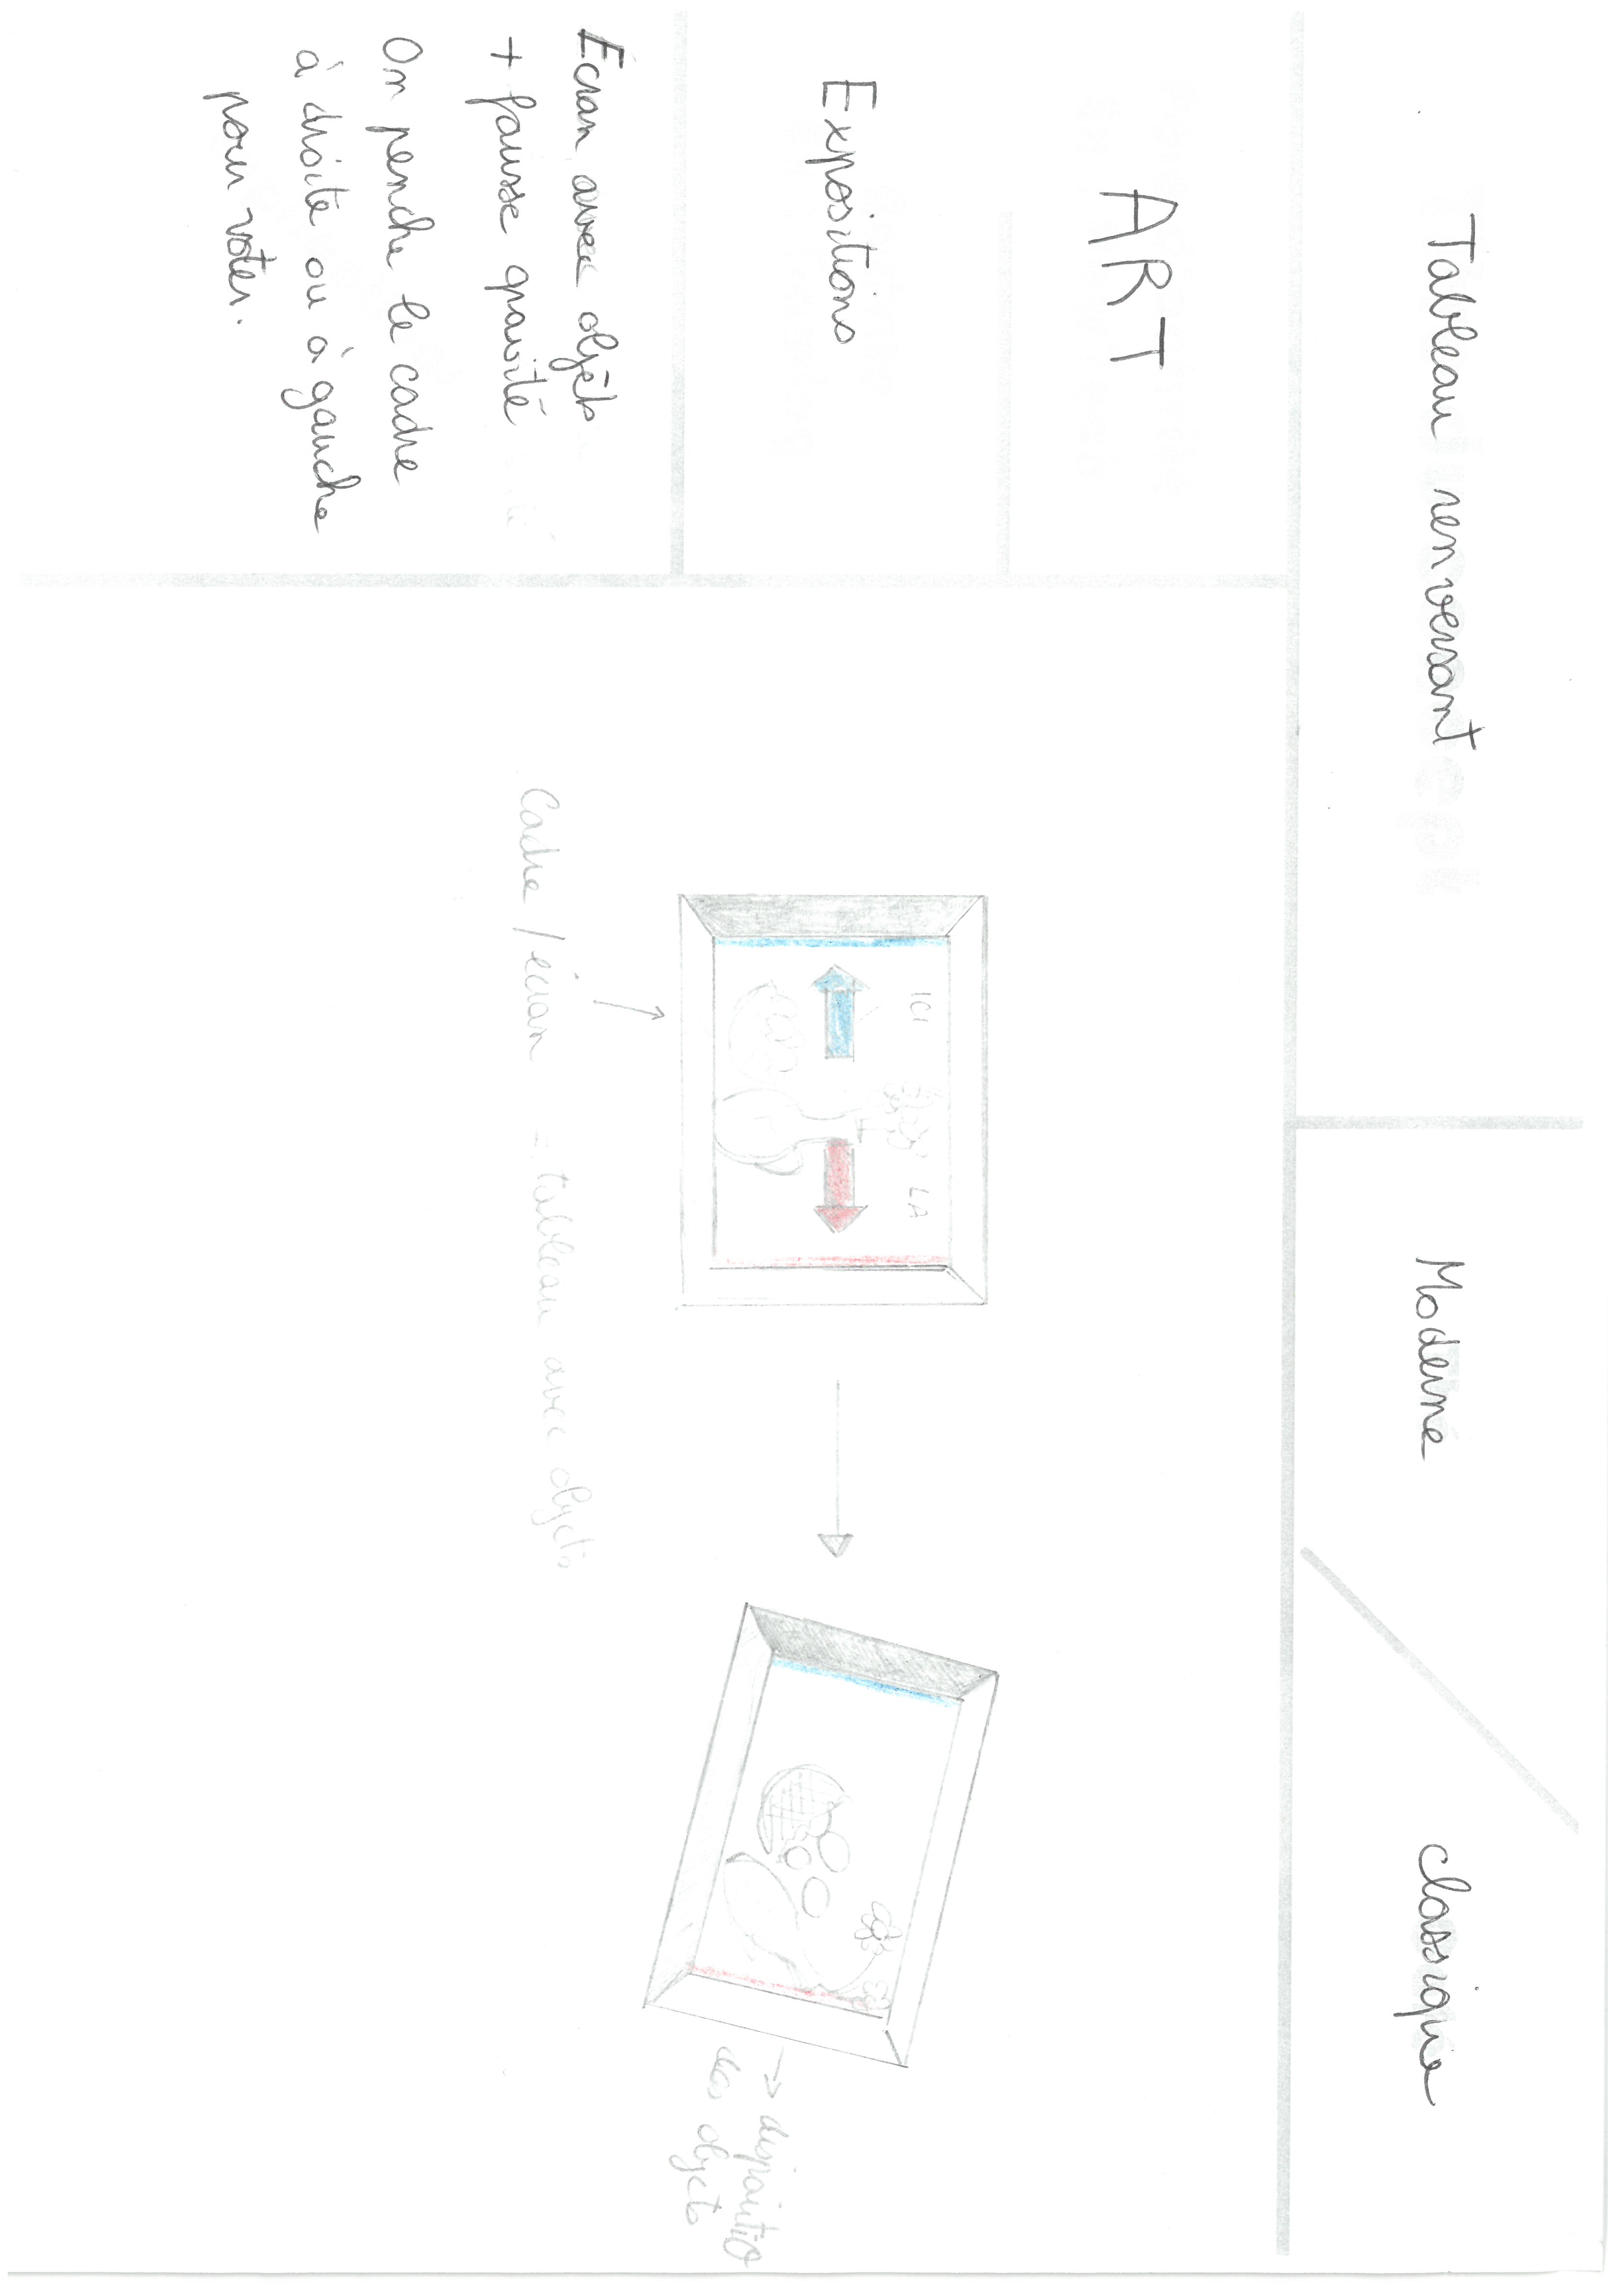 Tableau renversant
Moderne
classique
ART
Expositions
Écran avec objets
+ fausse gravité
On penche le cadre
à droite ou à gauche
pour voter.
ICI
LA
Cadre / écran = tableau avec objets
→ disparition
des objets